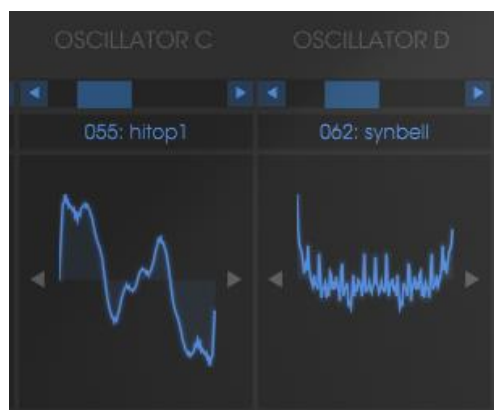 OSCILLATOR C
OSCILLATOR D
055: hitop1
062: synbell